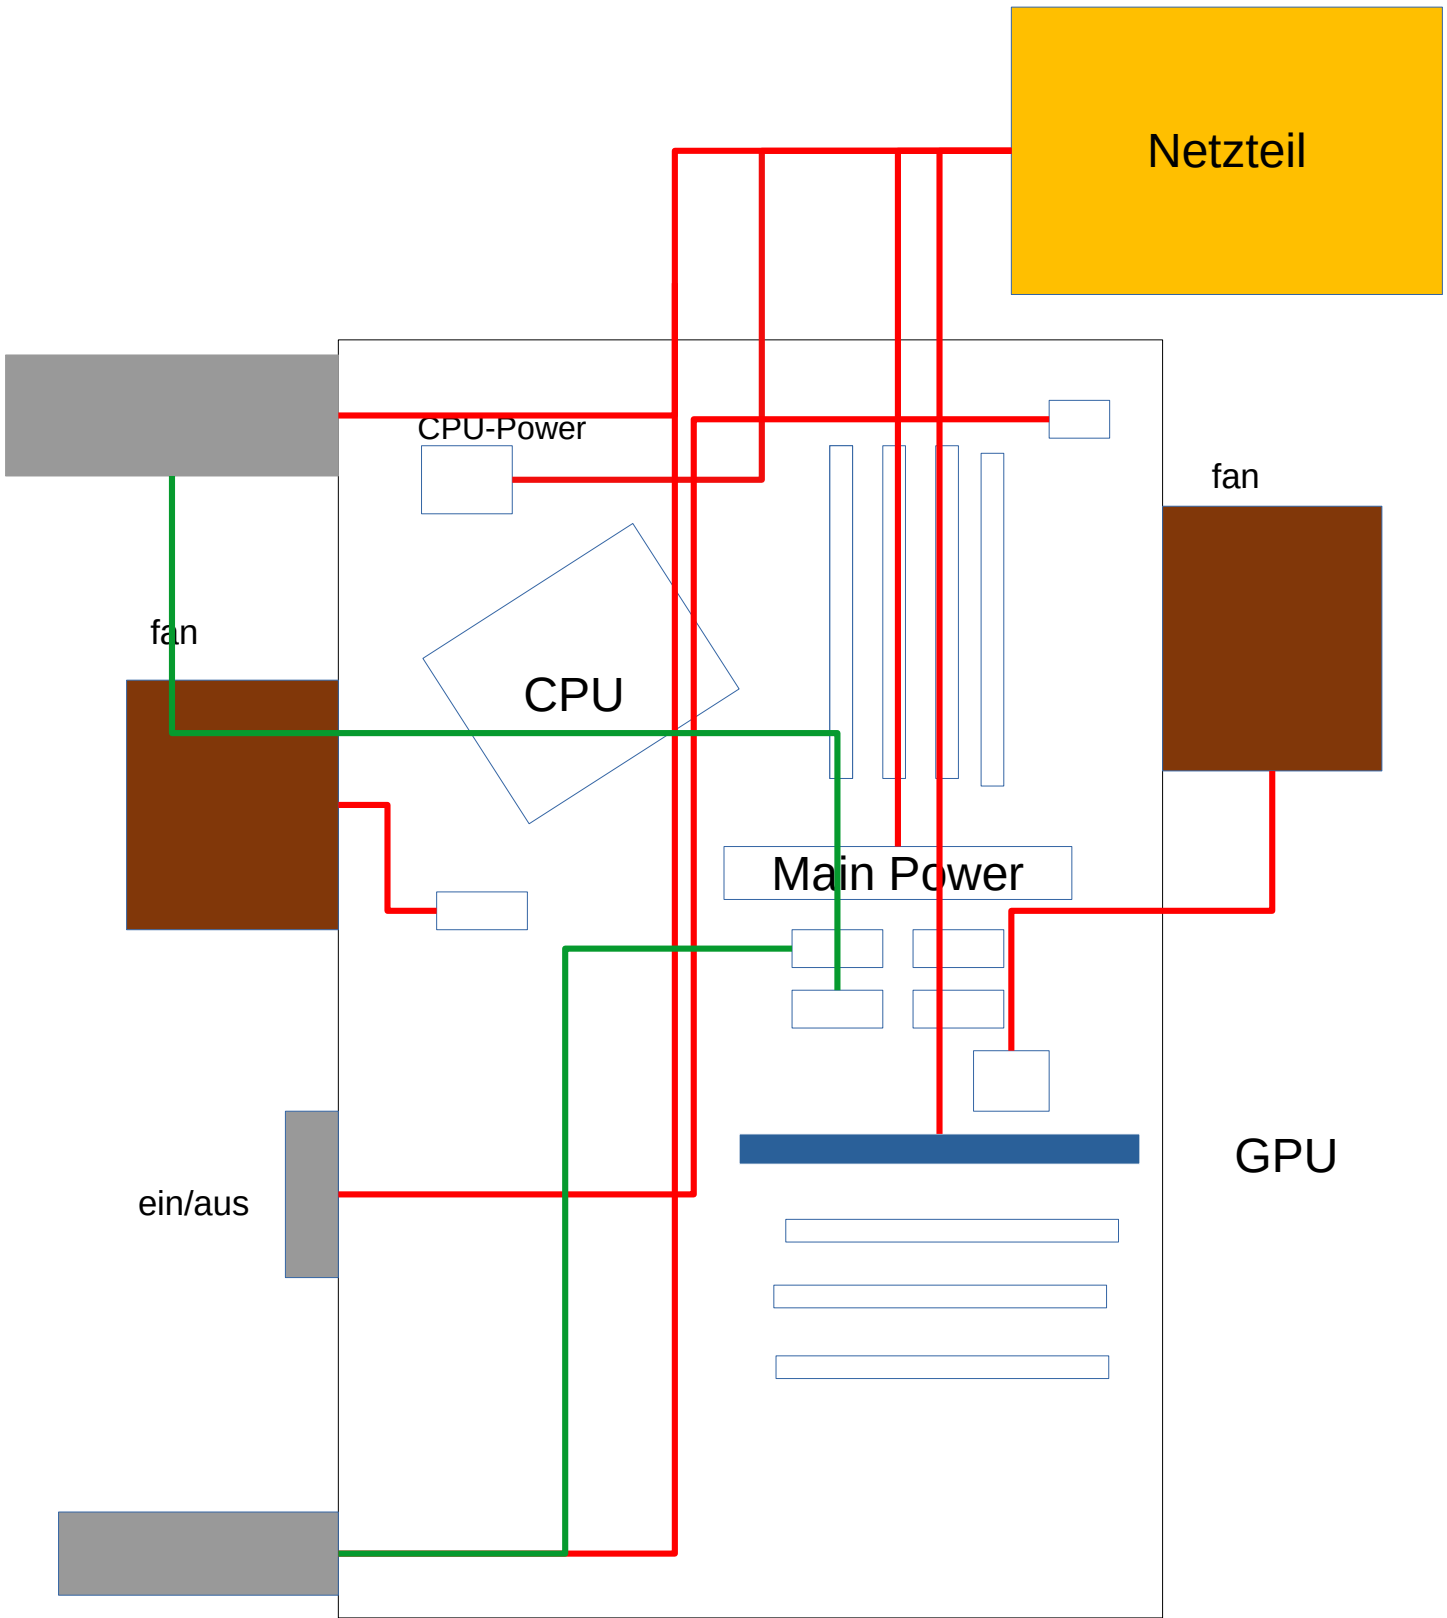 Netzteil
CPU-Power
fan
fan
CPU
Main Power
GPU
ein/aus